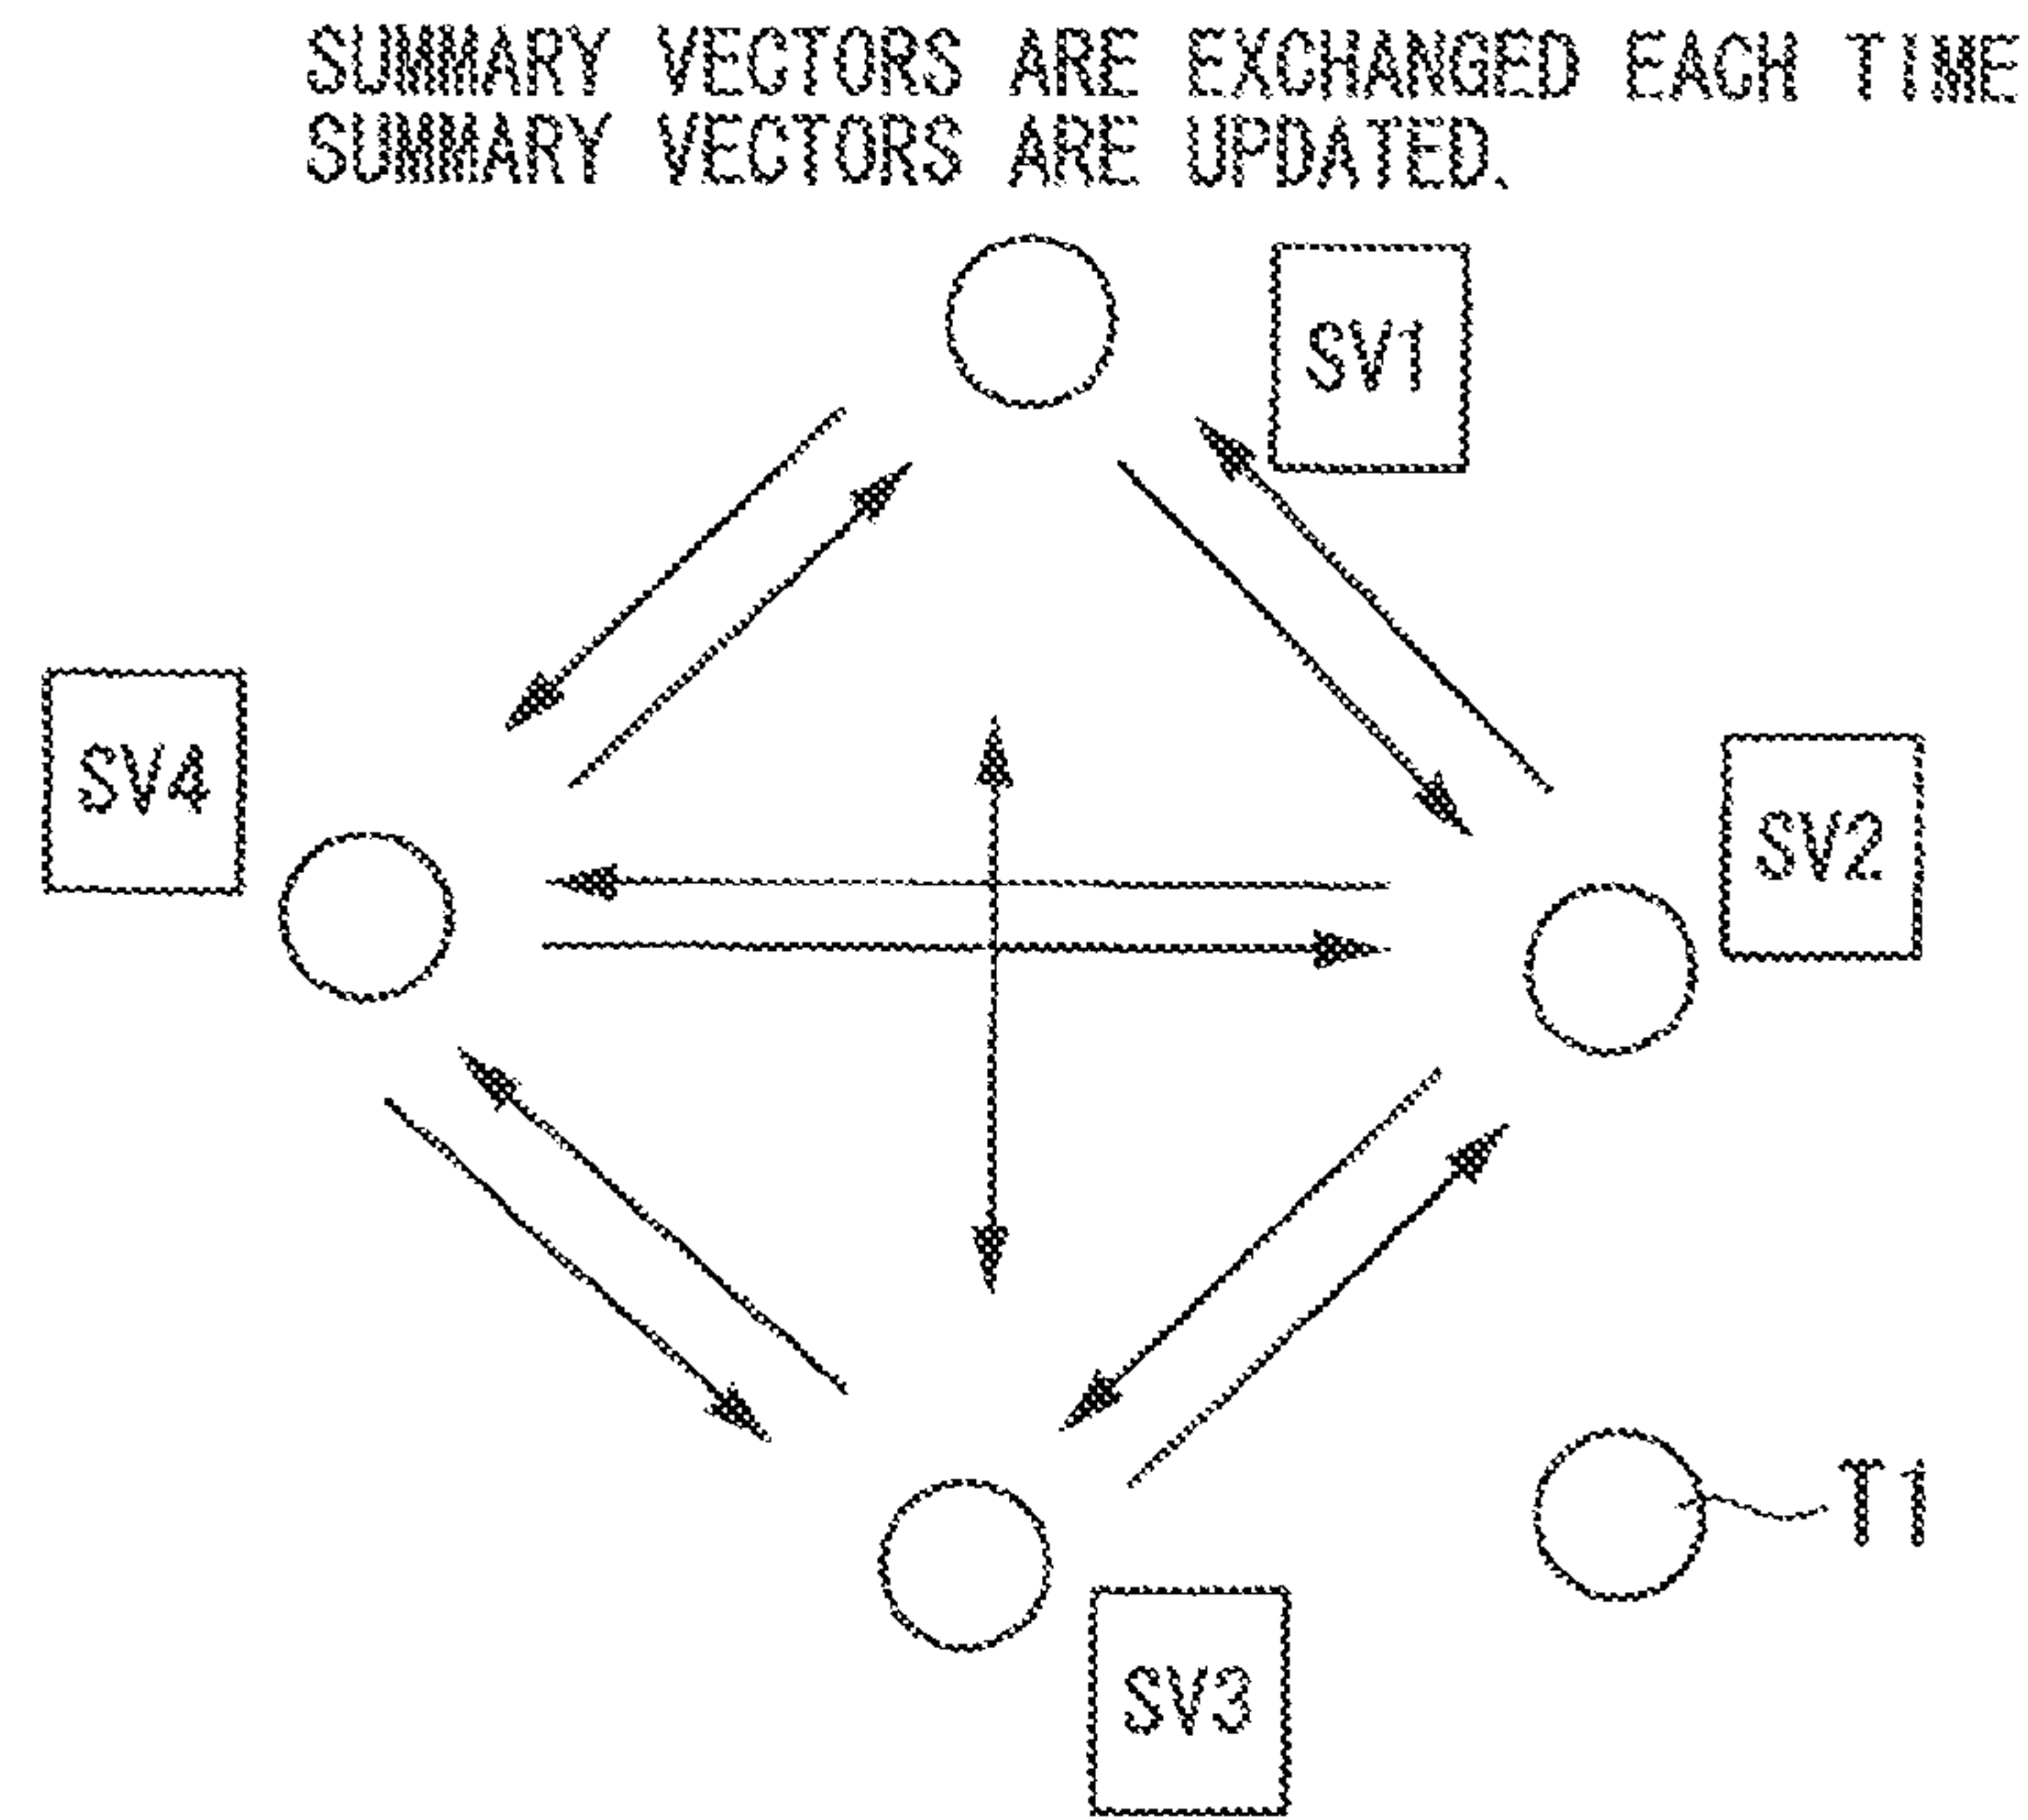 SUMMARY VECTORS ARE EXCHANGED EACH TIME
SUMMARY VECTORS ARE UPDATED.
SV1
SV4
SV2
T1
SV3